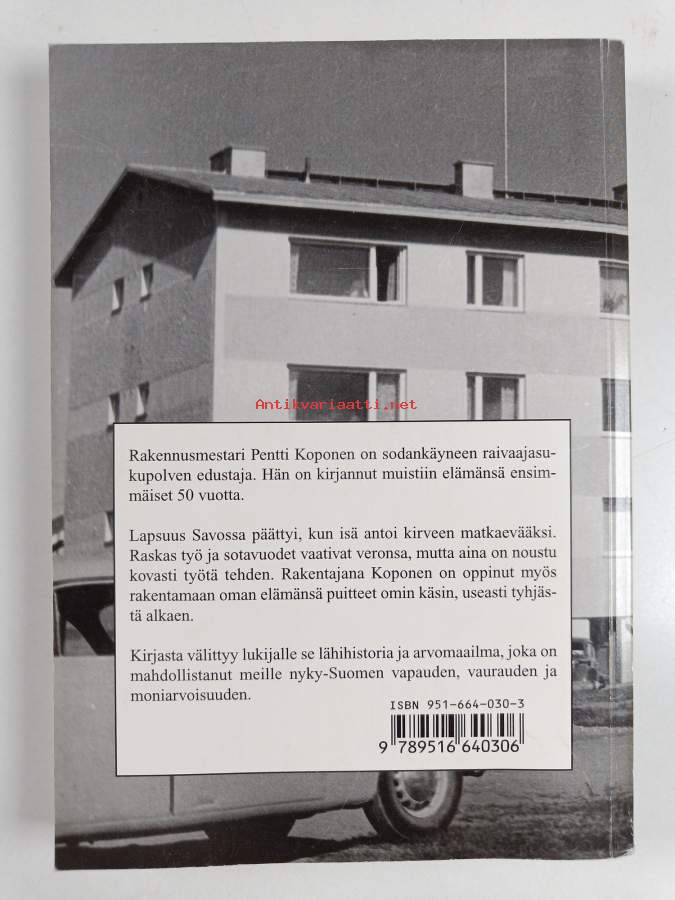 Antikvariaatti.net
Rakennusmestari Pentti Koponen on sodankäyneen raivaajasu-
kupolven edustaja. Hän on kirjannut muistiin elämänsä ensim-
mäiset 50 vuotta.
Lapsuus Savossa päättyi, kun isä antoi kirveen matkaevääksi.
Raskas työ ja sotavuodet vaativat veronsa, mutta aina on noustu
kovasti työtä tehden. Rakentajana Koponen on oppinut myös
rakentamaan oman elämänsä puitteet omin käsin, useasti tyhjäs-
tä alkaen.
Kirjasta välittyy lukijalle se lähihistoria ja arvomaailma, joka on
mahdollistanut meille nyky-Suomen vapauden, vaurauden ja
moniarvoisuuden.
ISBN 951-664-030-3
9 789516 640306